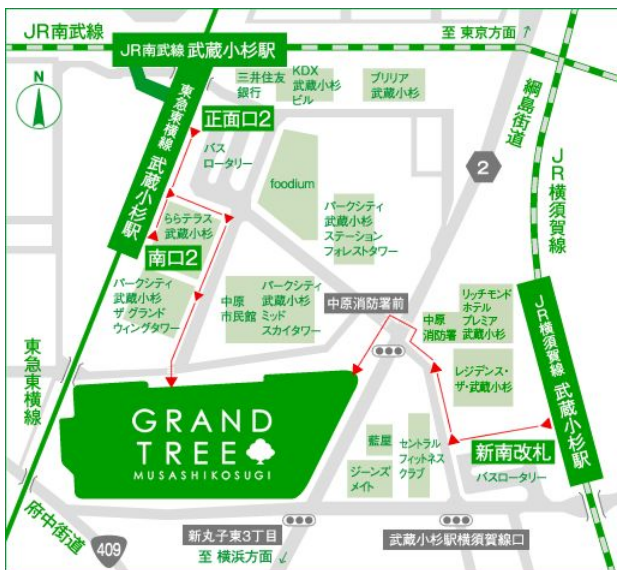 JR南武線
JR南武線 武蔵小杉駅
至 東京方面
N
三井住友
銀行
KDX
武蔵小杉
ビル
ブリリア
武蔵小杉
綱島街道
JR横須賀線
東急東横線 武蔵小杉駅
正面口2
バス
ロータリー
2
foodium
ららテラス
武蔵小杉
南口2
パークシティ
武蔵小杉
ステーション
フォレストタワー
パークシティ
武蔵小杉
ザ グランド
ウィングタワー
中原
市民館
パークシティ
武蔵小杉
ミッド
スカイタワー
中原消防署前
中原
消防署
リッチモンド
ホテル
プレミア
武蔵小杉
JR横須賀線 武蔵小杉駅
レジデンス・
ザ・武蔵小杉
東急東横線
GRAND
TREE
MUSASHIKOSUGI
藍屋
ジーンズ
メイト
セントラル
フィットネス
クラブ
新南改札
バスロータリー
府中街道
409
新丸子東3丁目
至 横浜方面
武蔵小杉駅横須賀線口